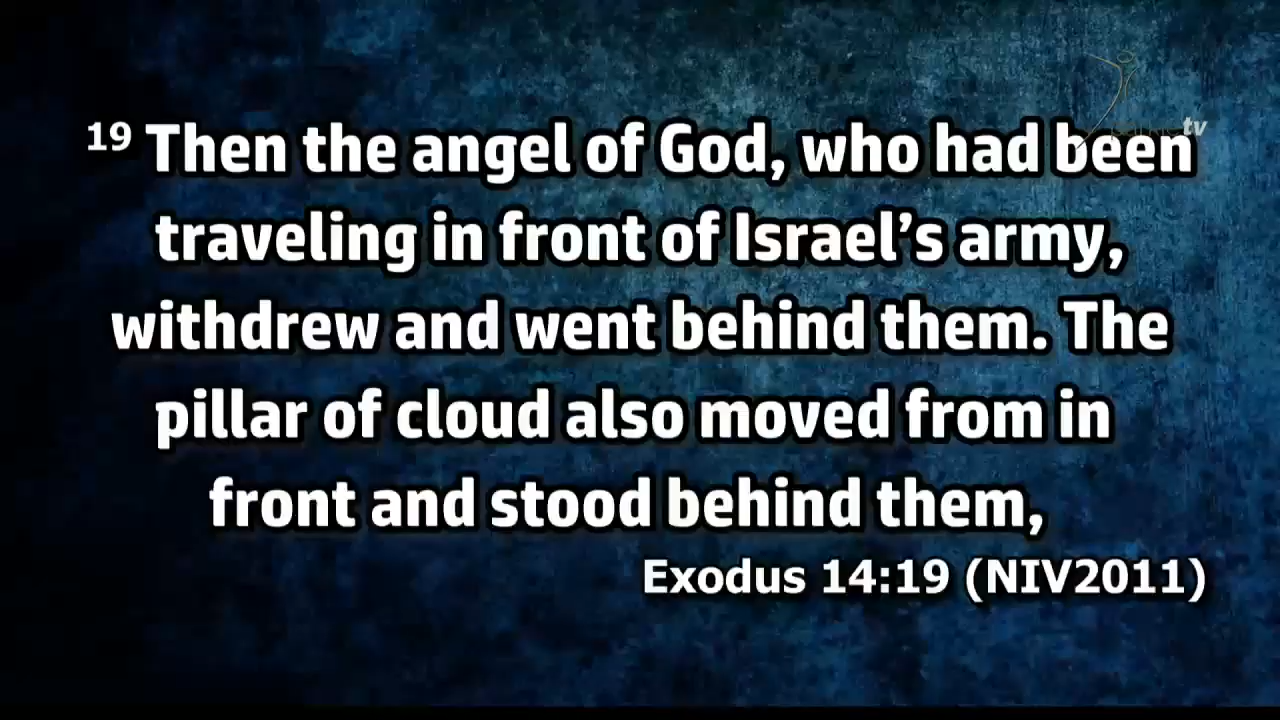 19 Then the angel of God, who had been
traveling in front of Israel’s army,
withdrew and went behind them. The
pillar of cloud also moved from in
front and stood behind them,
Exodus 14:19 (NIV2011)
tv